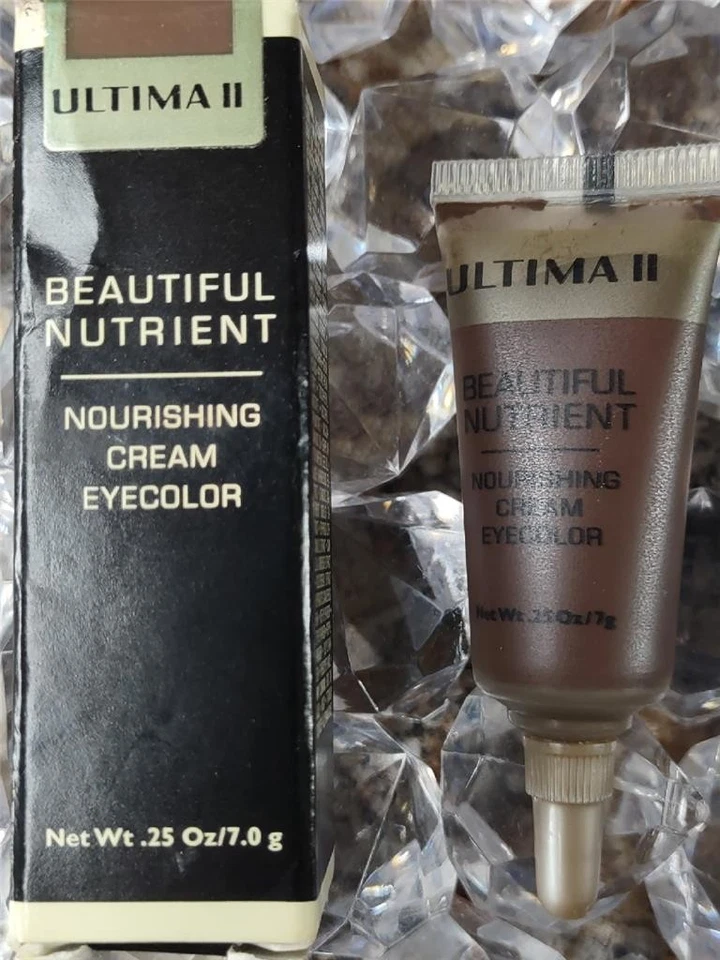 ULTIMA II
BEAUTIFUL
NUTRIENT
NOURISHING
CREAM
EYECOLOR
Net Wt .25 Oz/7.0 g
ULTIMA II
BEAUTIFUL
NUTRIENT
NOURISHING
CREAM
EYECOLOR
Net Wt .25 Oz/7g